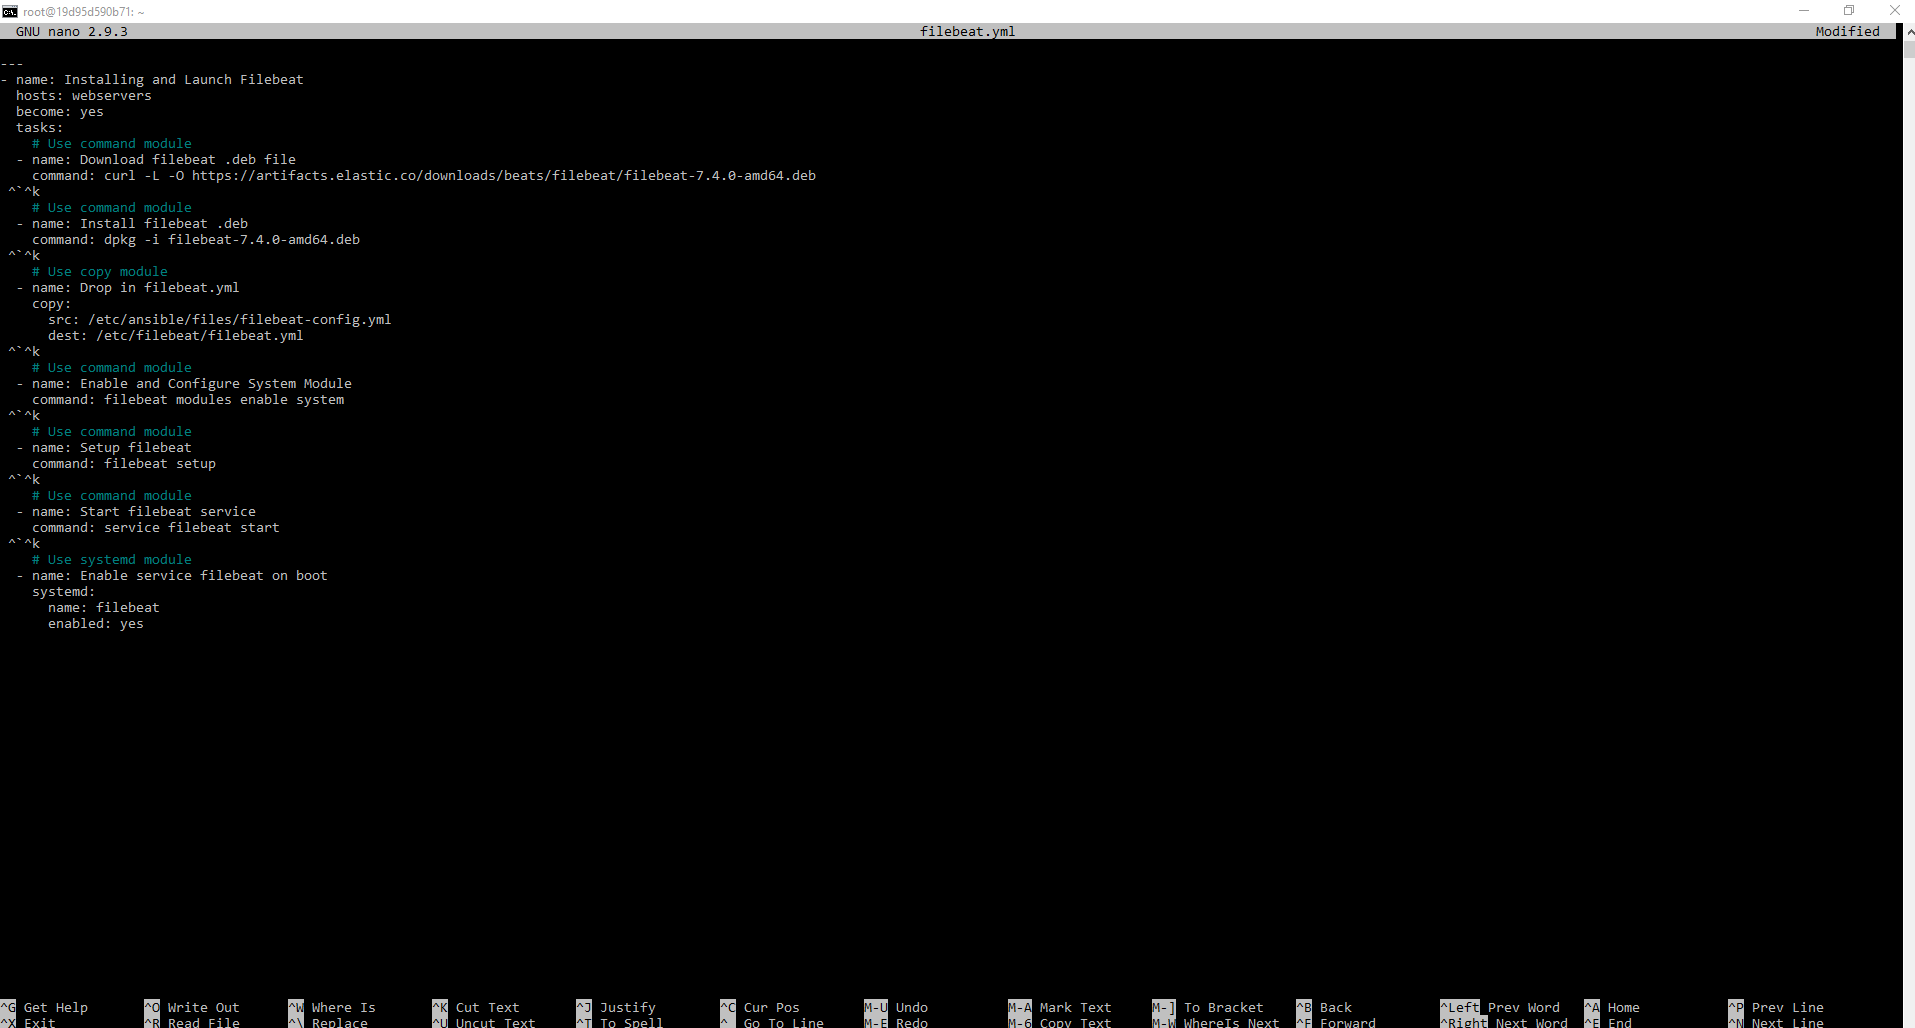 root@19d95d590b71: ~
GNU nano 2.9.3 filebeat.yml Modified
---
- name: Installing and Launch Filebeat
  hosts: webservers
  become: yes
  tasks:
    # Use command module
  - name: Download filebeat .deb file
    command: curl -L -O https://artifacts.elastic.co/downloads/beats/filebeat/filebeat-7.4.0-amd64.deb
 ^`^k
    # Use command module
  - name: Install filebeat .deb
    command: dpkg -i filebeat-7.4.0-amd64.deb
 ^`^k
    # Use copy module
  - name: Drop in filebeat.yml
    copy:
      src: /etc/ansible/files/filebeat-config.yml
      dest: /etc/filebeat/filebeat.yml
 ^`^k
    # Use command module
  - name: Enable and Configure System Module
    command: filebeat modules enable system
 ^`^k
    # Use command module
  - name: Setup filebeat
    command: filebeat setup
 ^`^k
    # Use command module
  - name: Start filebeat service
    command: service filebeat start
 ^`^k
    # Use systemd module
  - name: Enable service filebeat on boot
    systemd:
      name: filebeat
      enabled: yes
^G Get Help ^O Write Out ^W Where Is ^K Cut Text ^J Justify ^C Cur Pos M-U Undo M-A Mark Text M-] To Bracket ^B Back ^Left Prev Word ^A Home ^P Prev Line
^X Exit ^R Read File ^\ Replace ^U Uncut Text ^T To Spell ^_ Go To Line M-E Redo M-6 Copy Text M-W WhereIs Next ^F Forward ^Right Next Word ^E End ^N Next Line